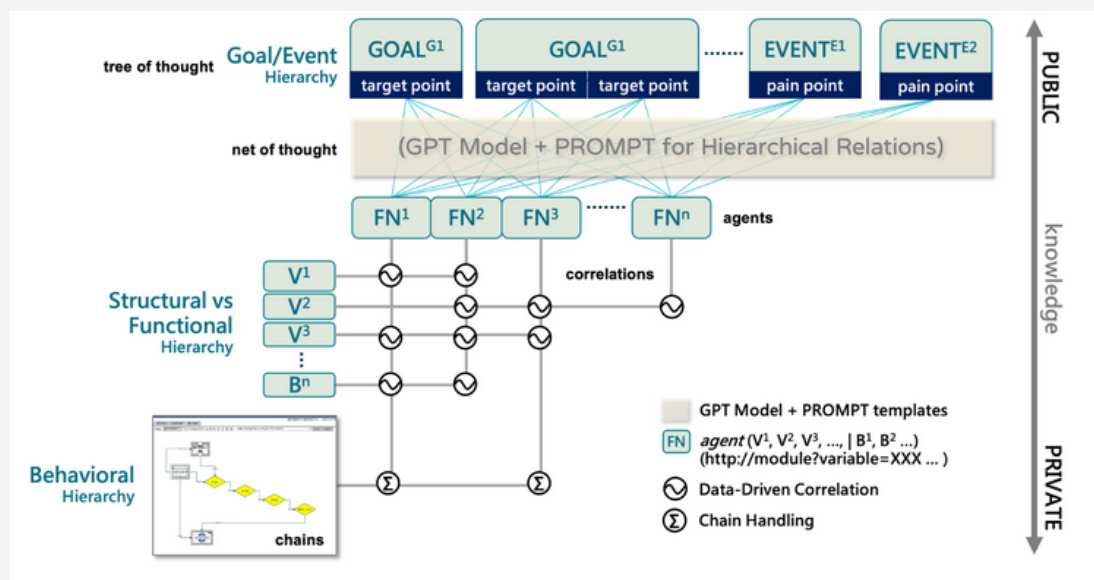 GOAL^G1
GOAL^G1
EVENT^E1
EVENT^E2
tree of thought
Goal/Event
Hierarchy
target point
target point
target point
pain point
pain point
PUBLIC
net of thought
(GPT Model + PROMPT for Hierarchical Relations)
FN¹
FN²
FN³
FNⁿ
agents
knowledge
V¹
correlations
Structural vs
Functional
Hierarchy
V²
V³
Bⁿ
GPT Model + PROMPT templates
FN
agent (V¹, V², V³, ..., | B¹, B² ...)
(http://module?variable=XXX ... )
Behavioral
Hierarchy
Σ
Σ
Data-Driven Correlation
Σ
Chain Handling
chains
PRIVATE